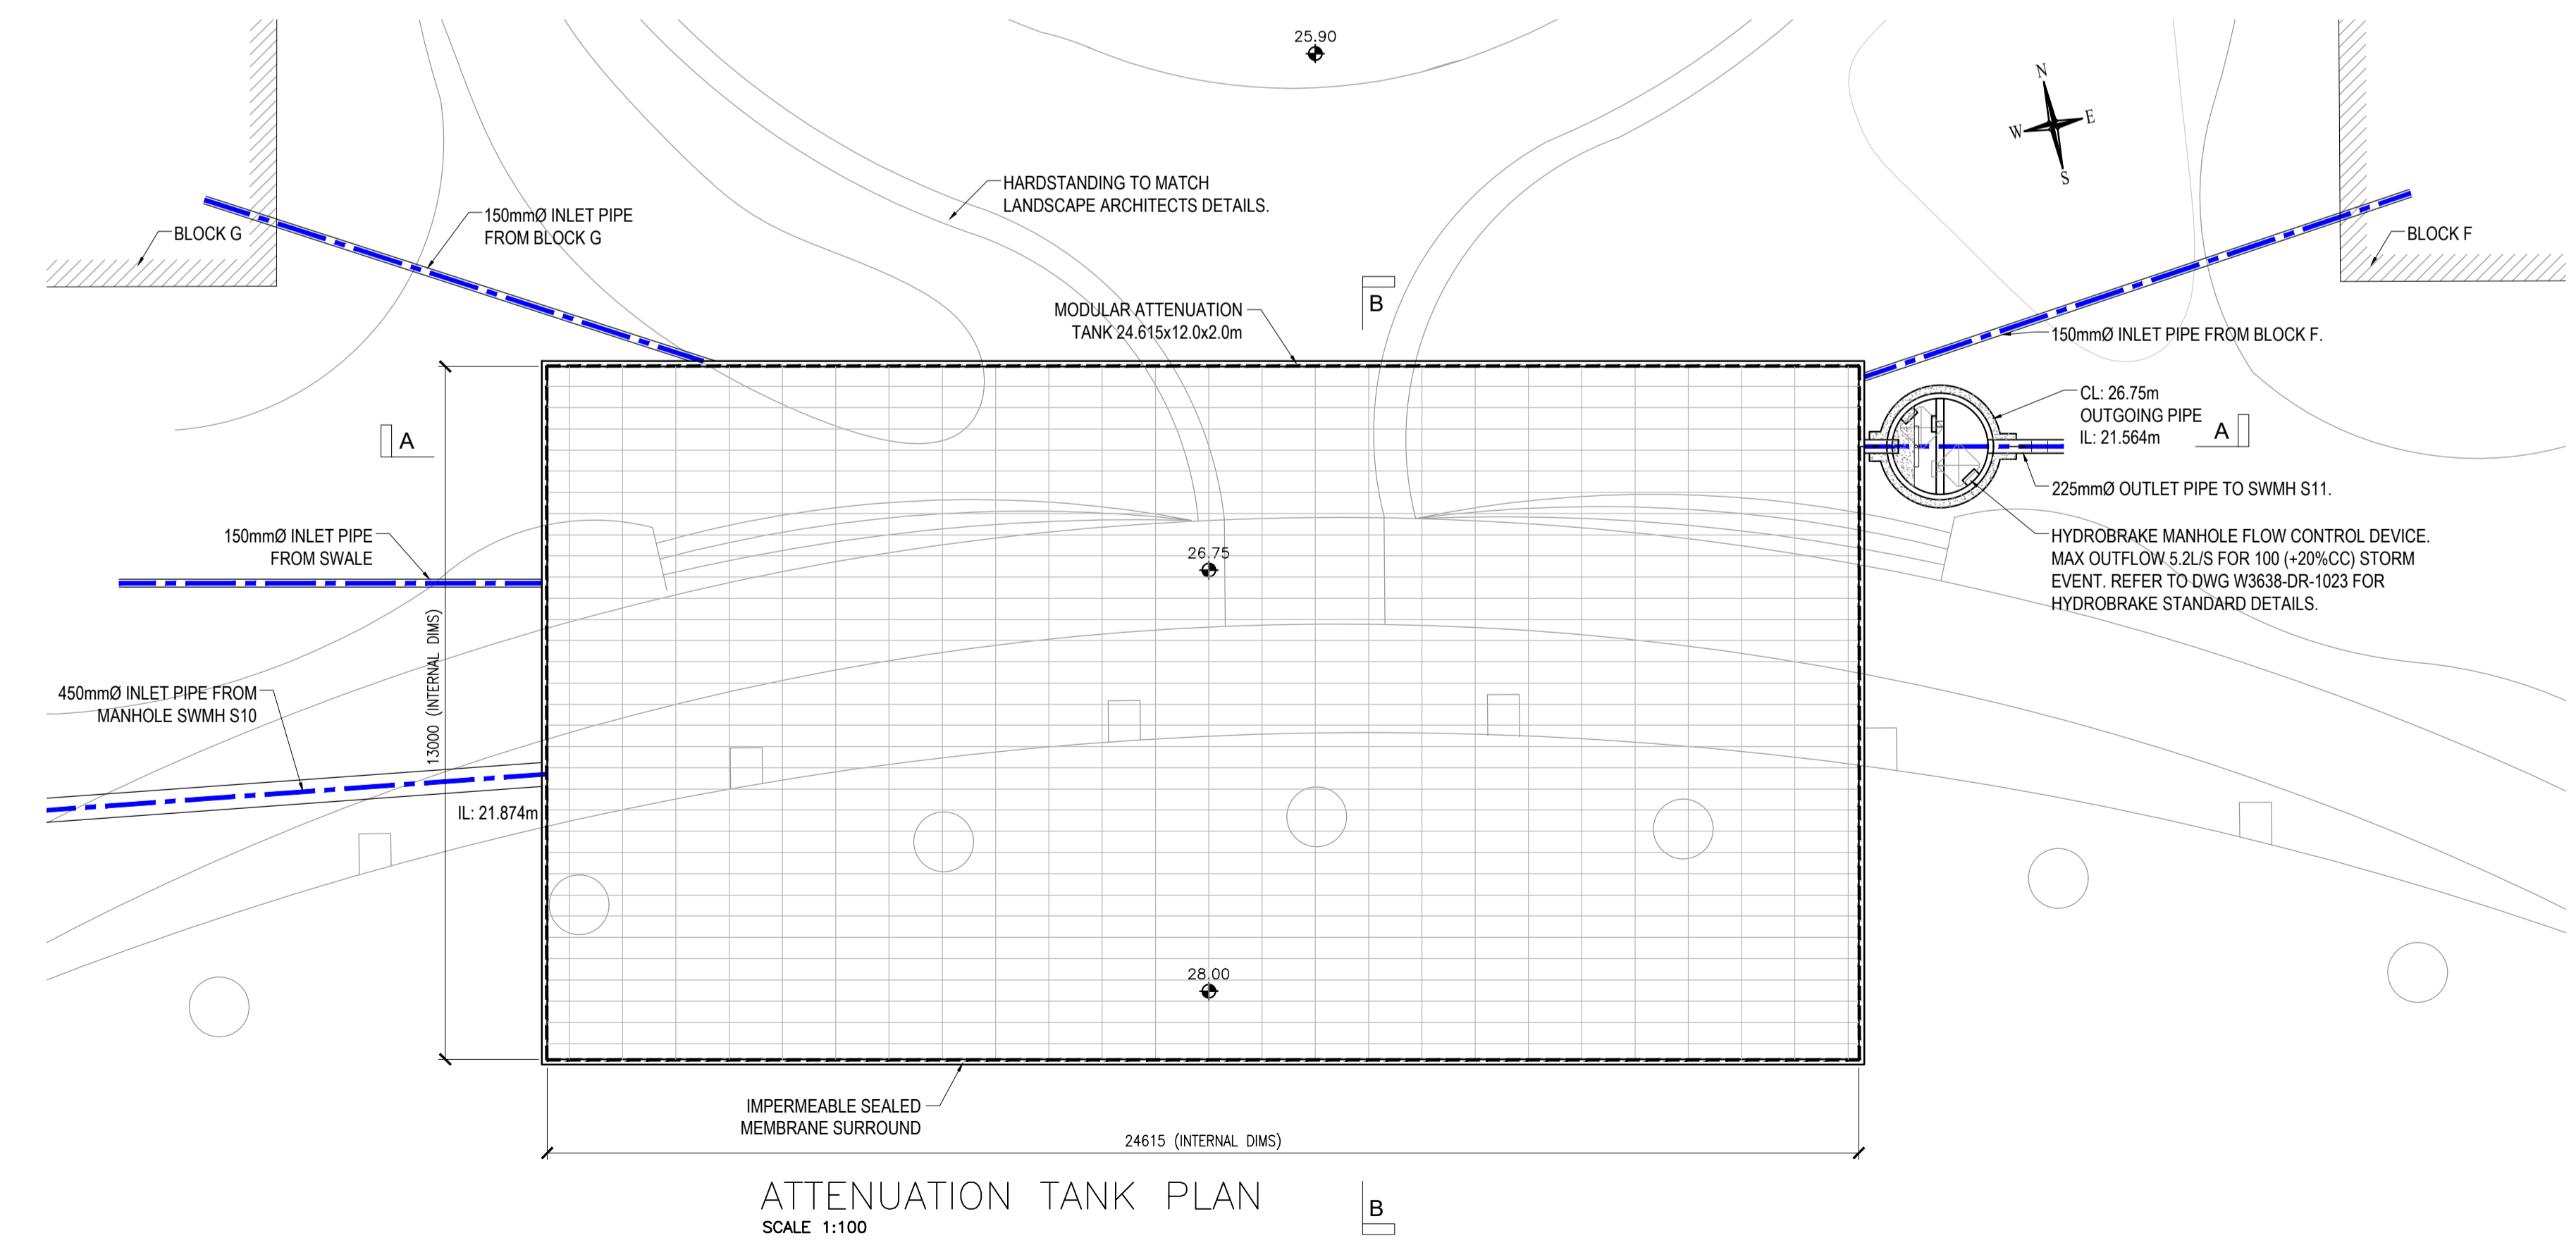 25.90
N
W
E
S
HARDSTANDING TO MATCH
LANDSCAPE ARCHITECTS DETAILS.
150mmØ INLET PIPE
FROM BLOCK G
BLOCK G
BLOCK F
MODULAR ATTENUATION
TANK 24.615x12.0x2.0m
B
150mmØ INLET PIPE FROM BLOCK F.
CL: 26.75m
OUTGOING PIPE
IL: 21.564m
A
A
225mmØ OUTLET PIPE TO SWMH S11.
150mmØ INLET PIPE
FROM SWALE
26.75
HYDROBRAKE MANHOLE FLOW CONTROL DEVICE.
MAX OUTFLOW 5.2L/S FOR 100 (+20%CC) STORM
EVENT. REFER TO DWG W3638-DR-1023 FOR
HYDROBRAKE STANDARD DETAILS.
13000 (INTERNAL DIMS)
450mmØ INLET PIPE FROM
MANHOLE SWMH S10
IL: 21.874m
28.00
IMPERMEABLE SEALED
MEMBRANE SURROUND
24615 (INTERNAL DIMS)
ATTENUATION TANK PLAN
SCALE 1:100
B